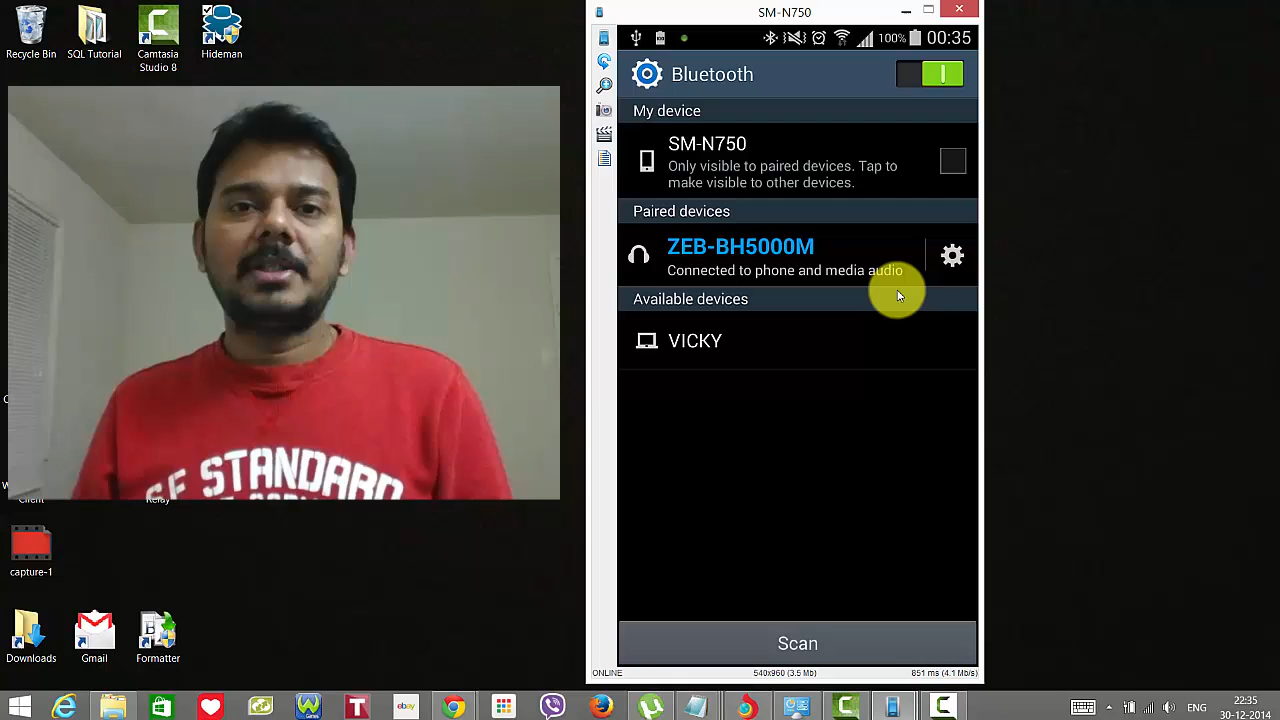 Recycle Bin
SQL Tutorial
Camtasia
Studio 8
Hideman
SF STANDARD
capture-1
Downloads
Gmail
Formatter
SM-N750
100% 00:35
Bluetooth
My device
SM-N750
Only visible to paired devices. Tap to
make visible to other devices.
Paired devices
ZEB-BH5000M
Connected to phone and media audio
Available devices
VICKY
Scan
ONLINE 540x960 (3.5 Mb) 851 ms (4.1 Mb/s)
ebay
ENG
22:35
30-12-2014